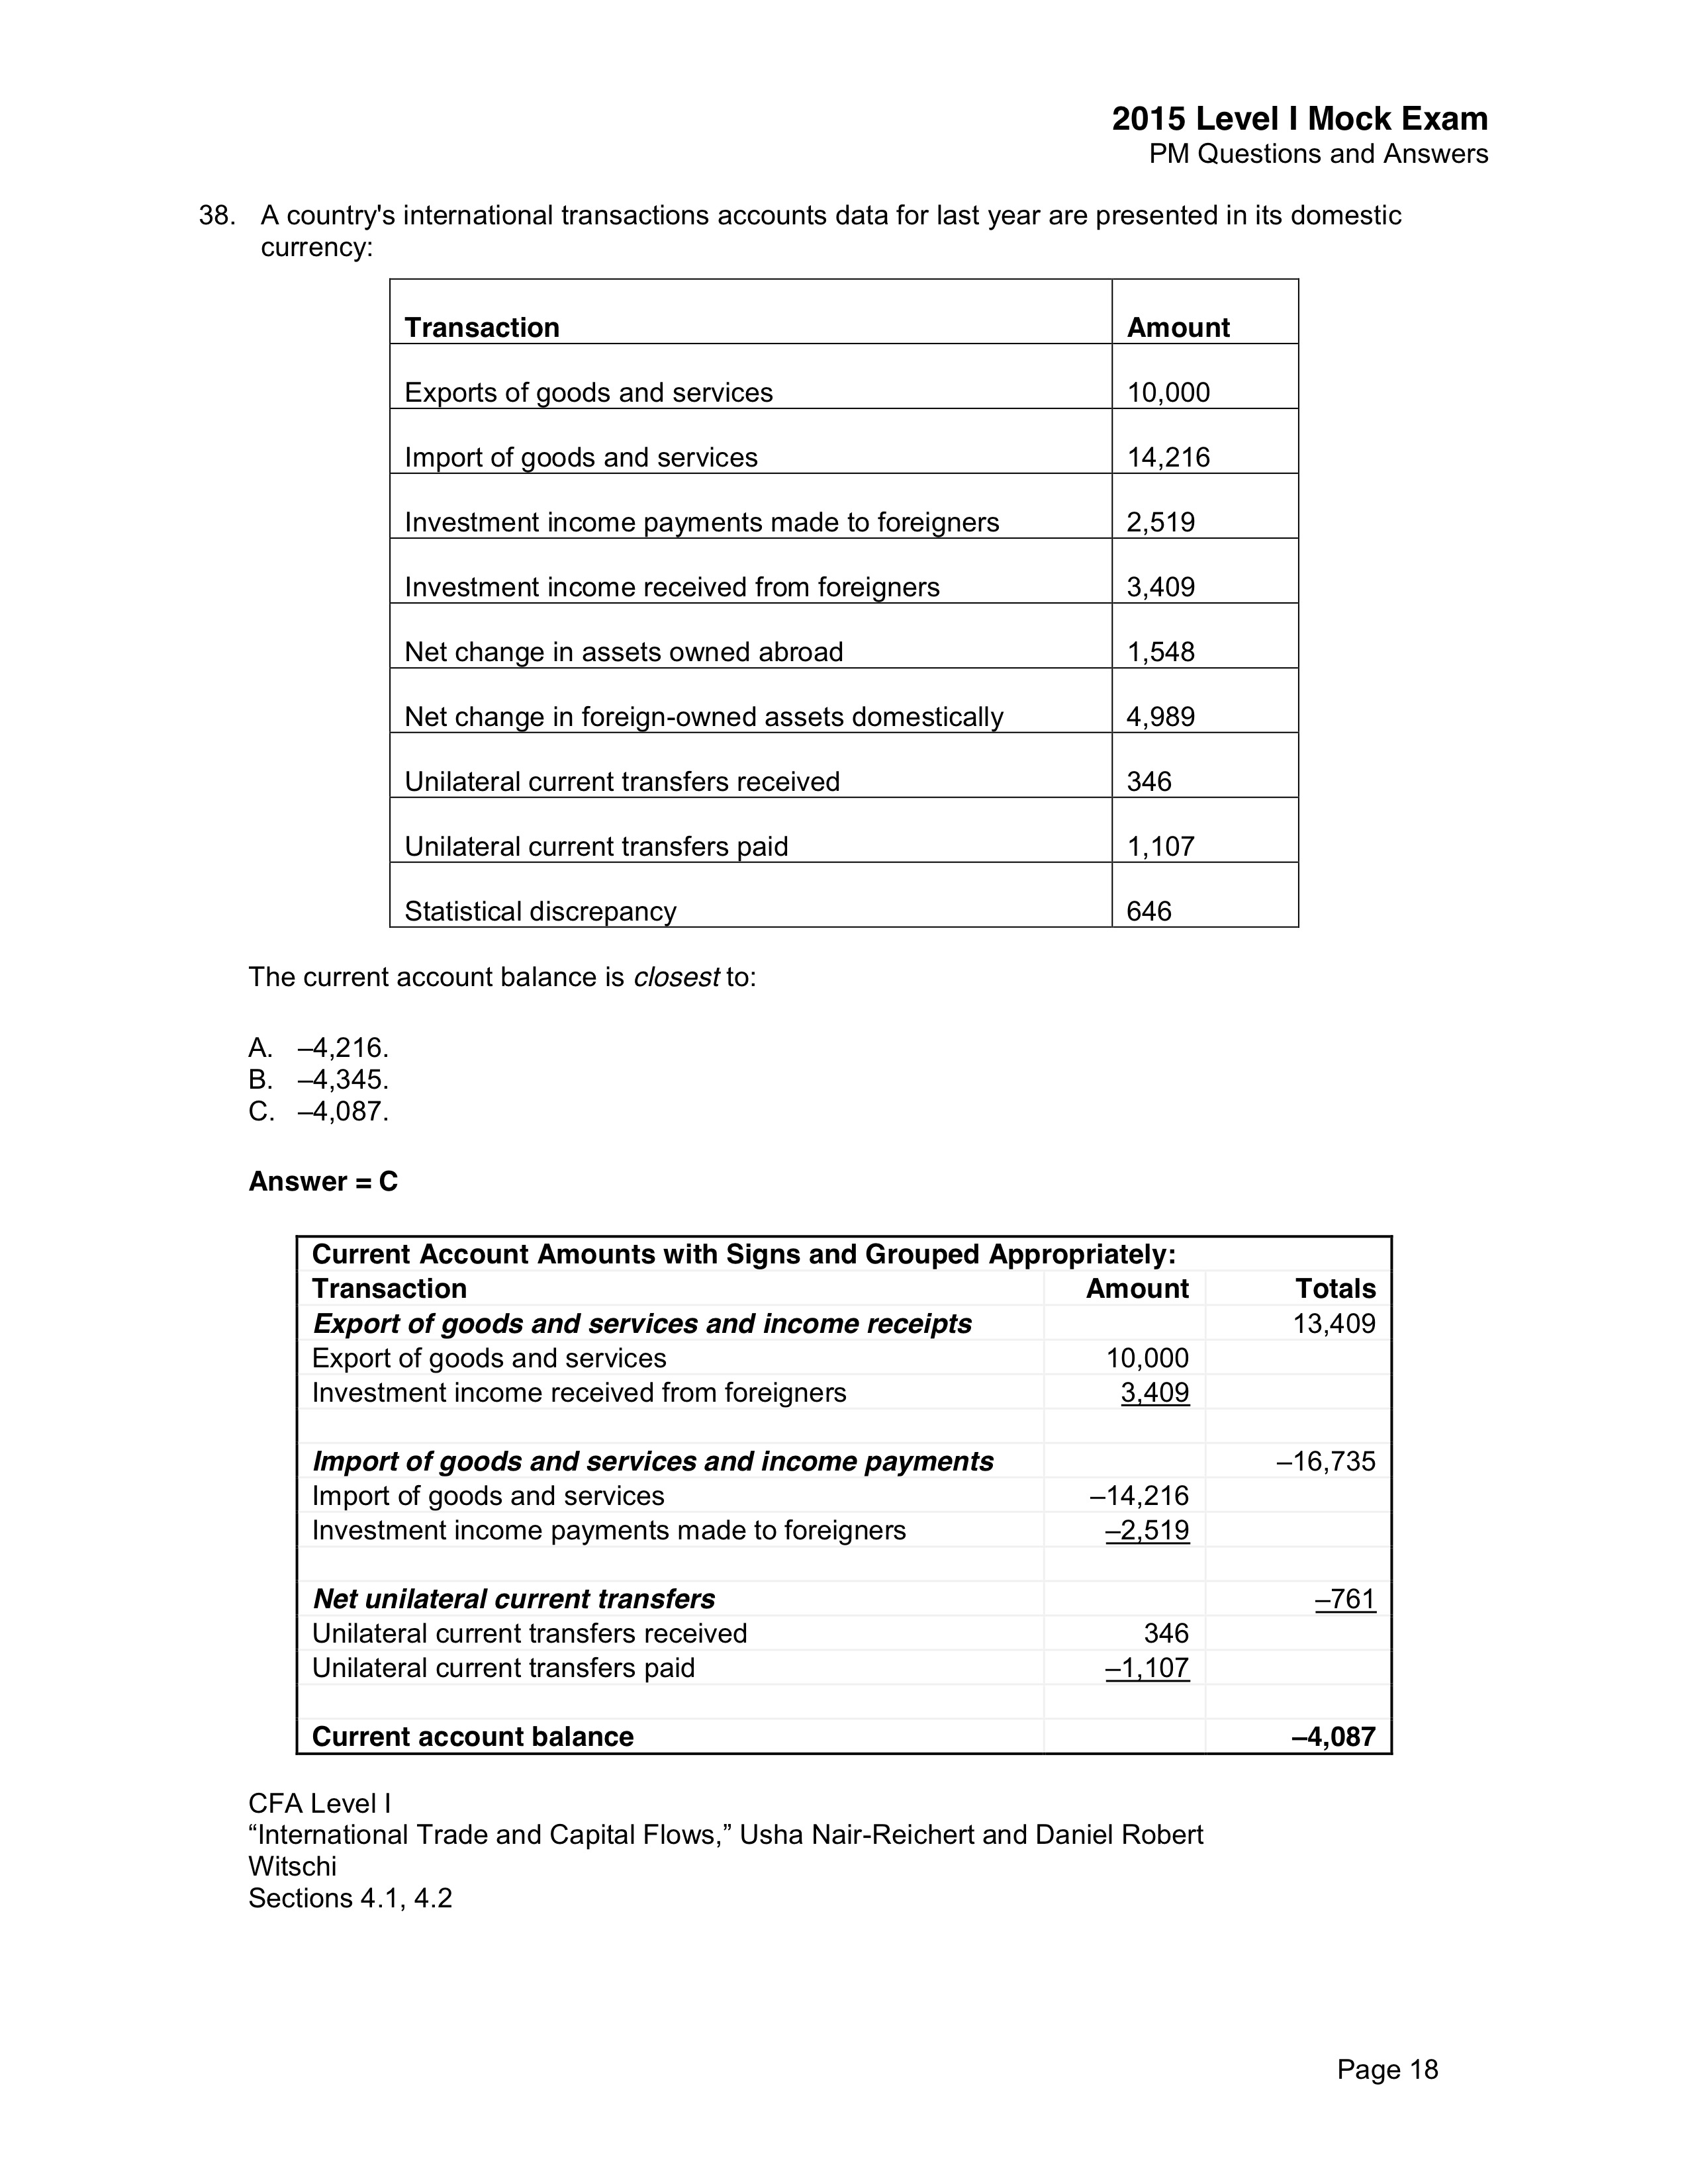 2015 Level I Mock Exam
PM Questions and Answers
38. A country's international transactions accounts data for last year are presented in its domestic
currency:
Transaction Amount
Exports of goods and services 10,000
Import of goods and services 14,216
Investment income payments made to foreigners 2,519
Investment income received from foreigners 3,409
Net change in assets owned abroad 1,548
Net change in foreign-owned assets domestically 4,989
Unilateral current transfers received 346
Unilateral current transfers paid 1,107
Statistical discrepancy 646
The current account balance is closest to:
A. –4,216.
B. –4,345.
C. –4,087.
Answer = C
Current Account Amounts with Signs and Grouped Appropriately:
Transaction Amount Totals
Export of goods and services and income receipts 13,409
Export of goods and services 10,000
Investment income received from foreigners 3,409
Import of goods and services and income payments –16,735
Import of goods and services –14,216
Investment income payments made to foreigners –2,519
Net unilateral current transfers –761
Unilateral current transfers received 346
Unilateral current transfers paid –1,107
Current account balance –4,087
CFA Level I
“International Trade and Capital Flows,” Usha Nair-Reichert and Daniel Robert
Witschi
Sections 4.1, 4.2
Page 18